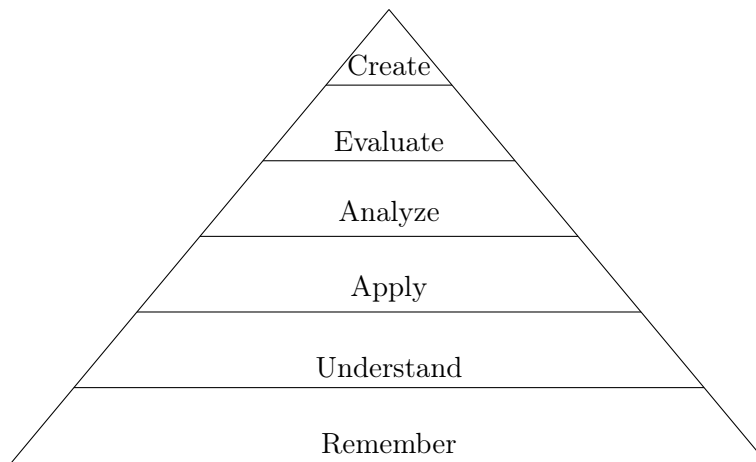 Create
Evaluate
Analyze
Apply
Understand
Remember